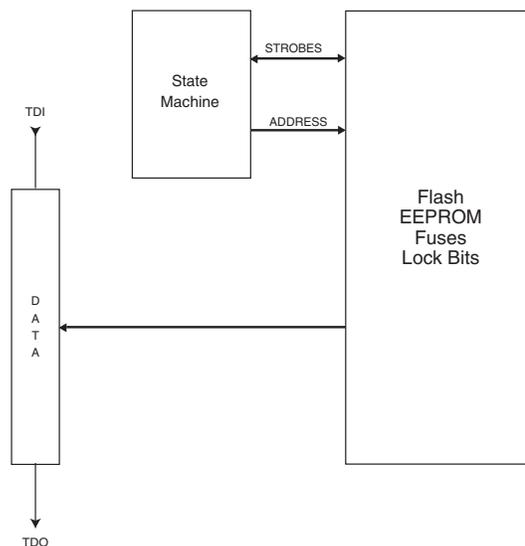 STROBES
State
Machine
ADDRESS
TDI
Flash
EEPROM
Fuses
Lock Bits
D
A
T
A
TDO